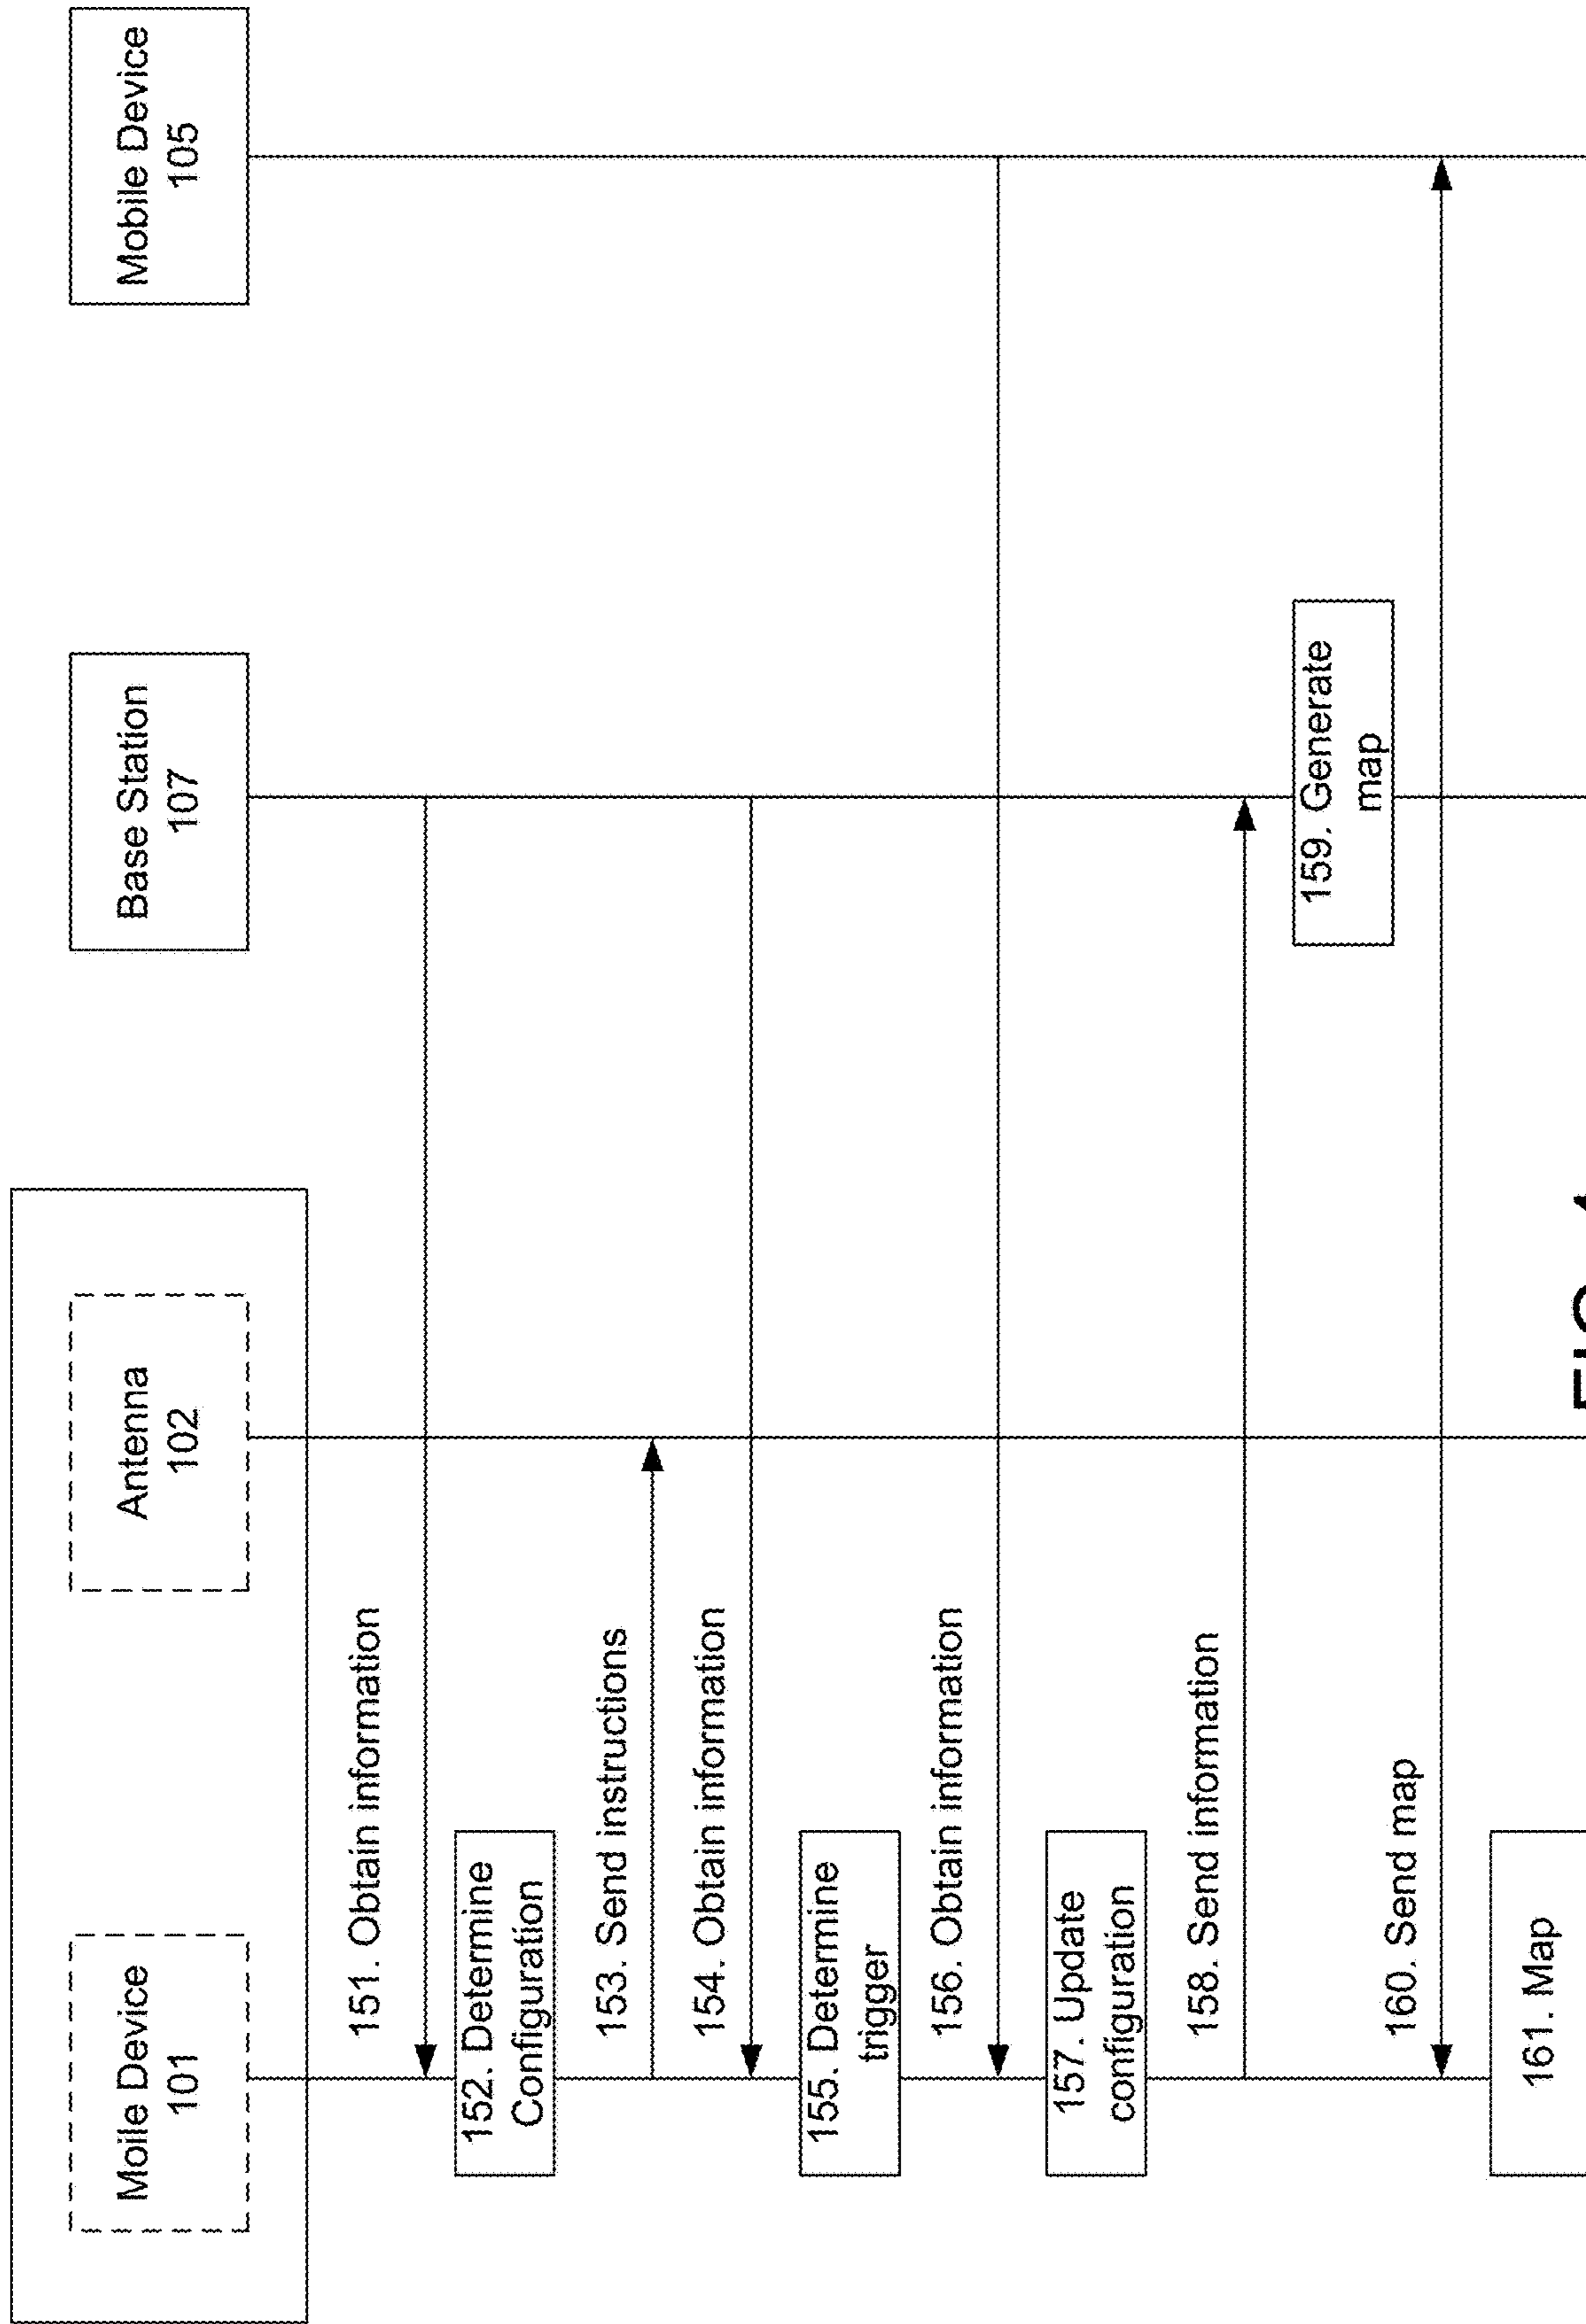 Moile Device
101
Antenna
102
Base Station
107
Mobile Device
105
151. Obtain information
152. Determine
Configuration
153. Send instructions
154. Obtain information
155. Determine
trigger
156. Obtain information
157. Update
configuration
158. Send information
159. Generate
map
160. Send map
161. Map
FIG.